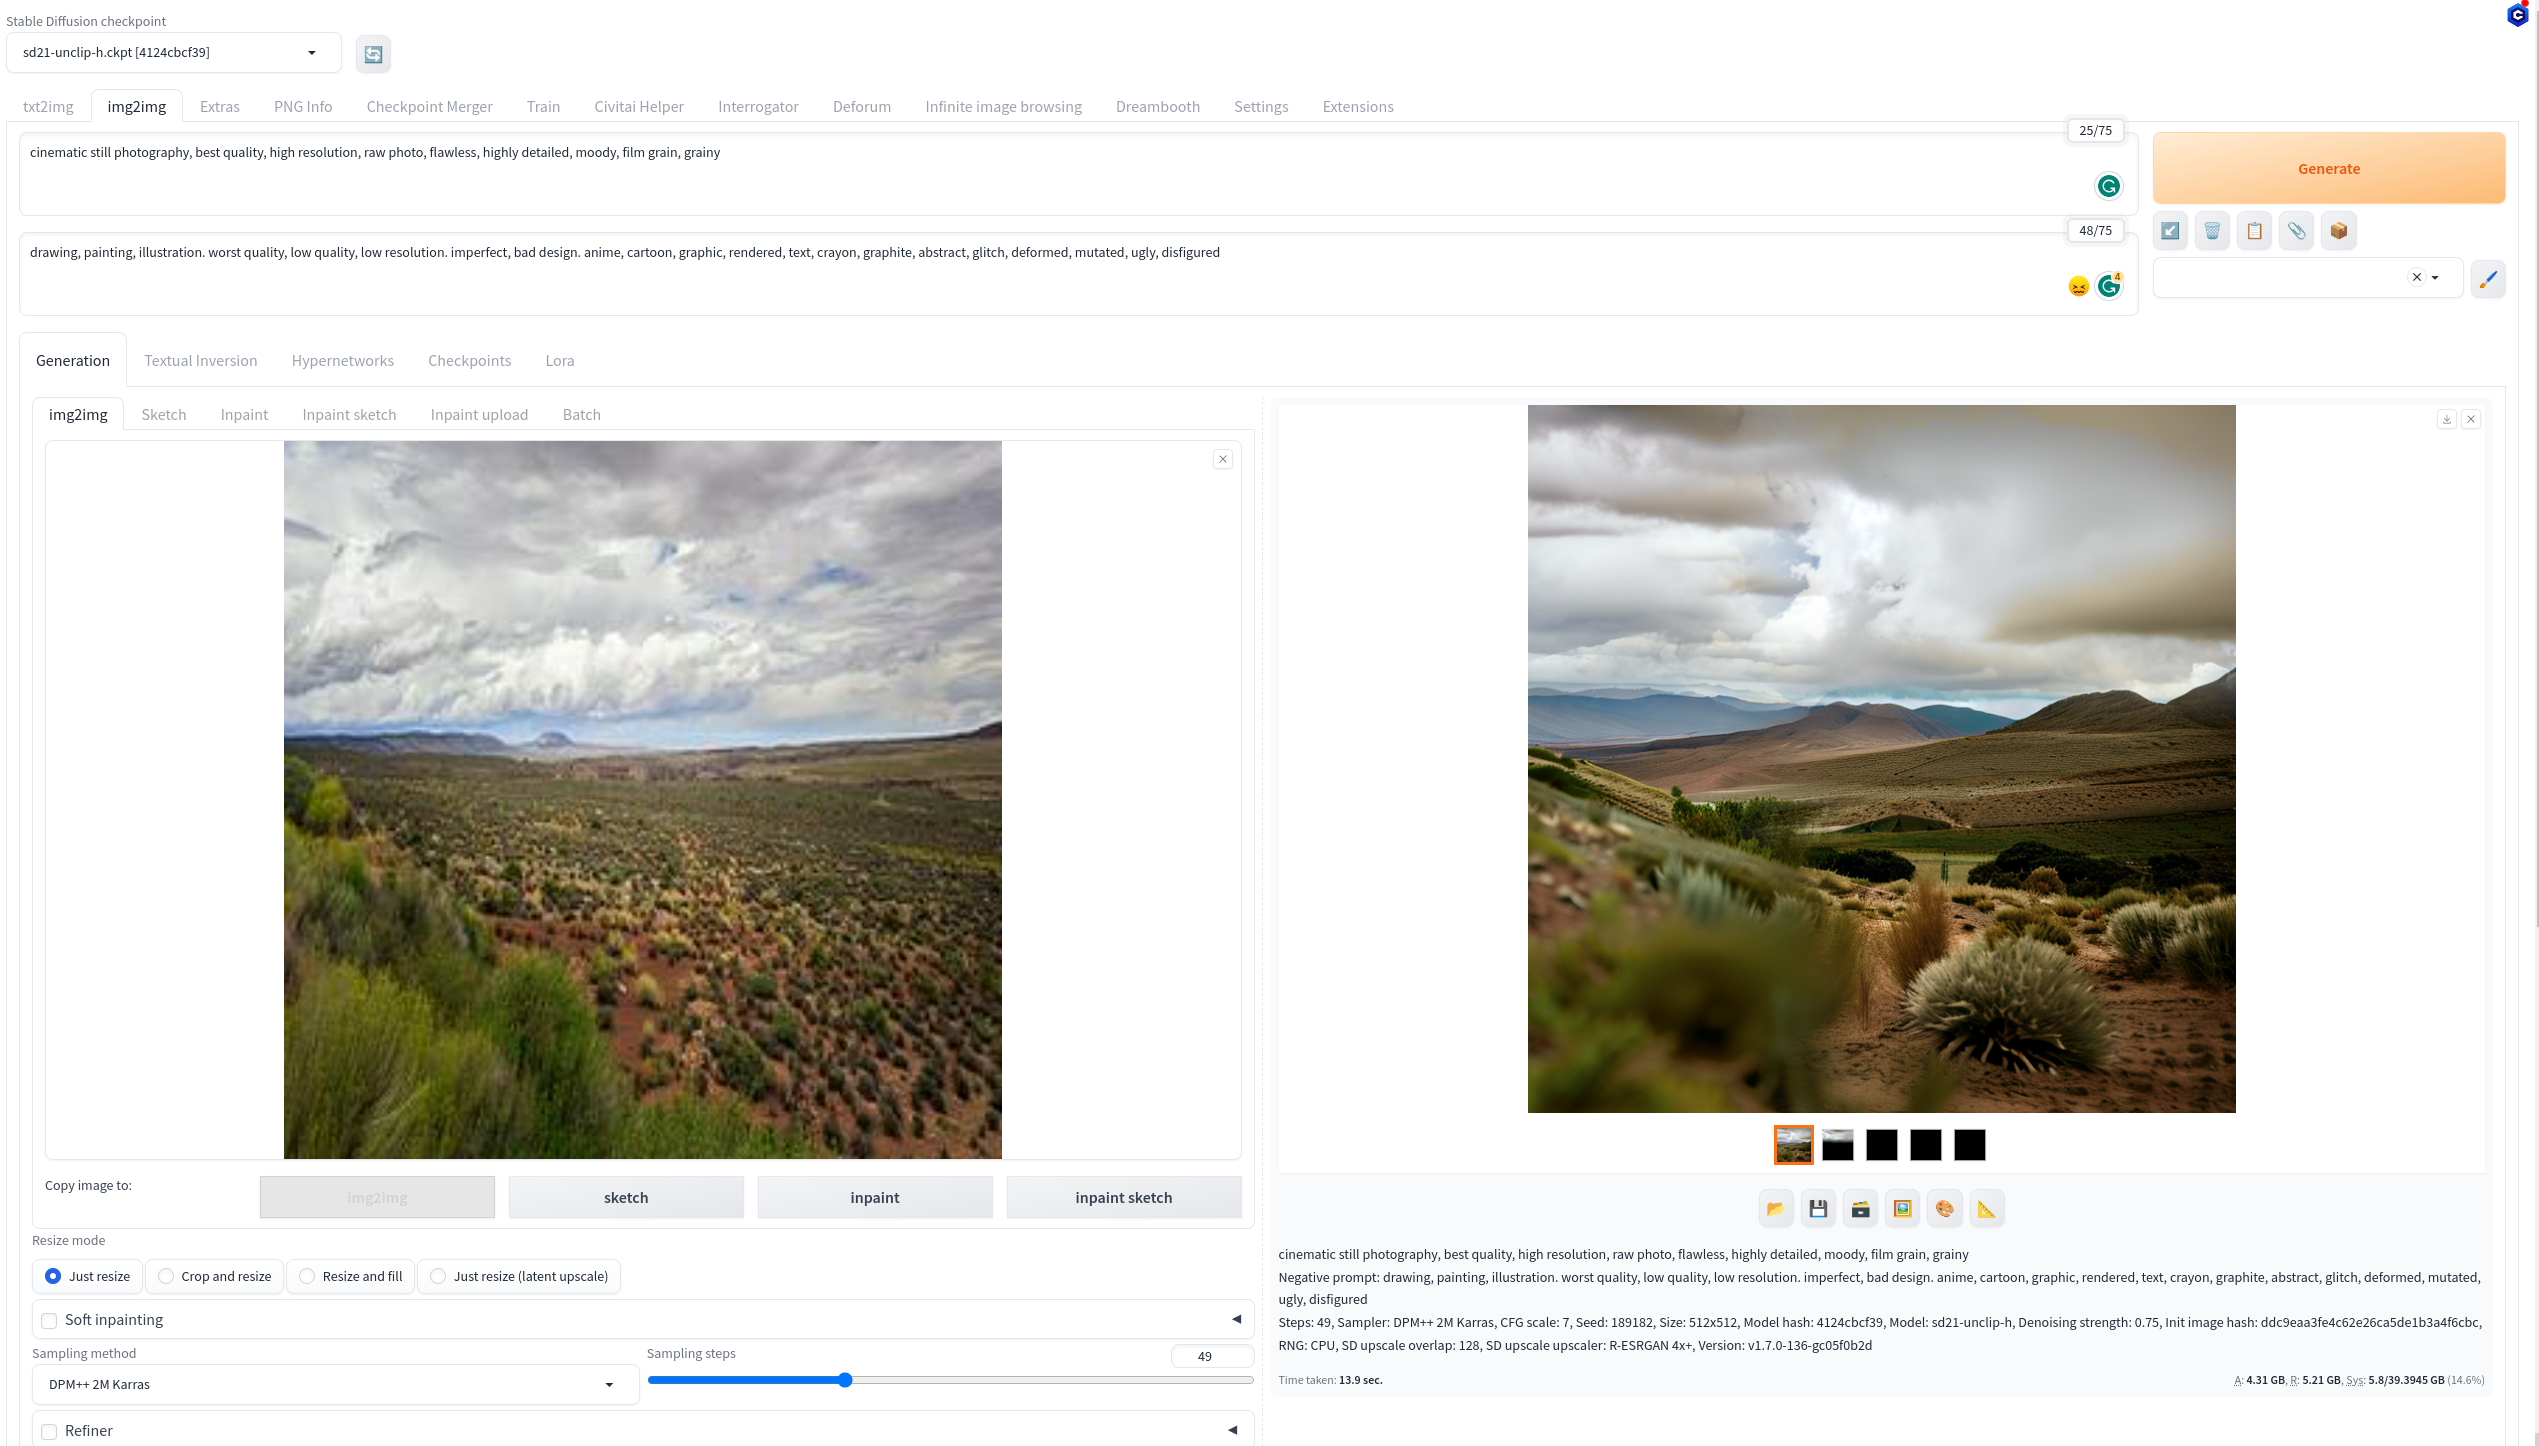 Stable Diffusion checkpoint
sd21-unclip-h.ckpt [4124cbcf39]
txt2img img2img Extras PNG Info Checkpoint Merger Train Civitai Helper Interrogator Deforum Infinite image browsing Dreambooth Settings Extensions
25/75
cinematic still photography, best quality, high resolution, raw photo, flawless, highly detailed, moody, film grain, grainy
Generate
48/75
drawing, painting, illustration. worst quality, low quality, low resolution. imperfect, bad design. anime, cartoon, graphic, rendered, text, crayon, graphite, abstract, glitch, deformed, mutated, ugly, disfigured
4
Generation Textual Inversion Hypernetworks Checkpoints Lora
img2img Sketch Inpaint Inpaint sketch Inpaint upload Batch
Copy image to:
img2img sketch inpaint inpaint sketch
Resize mode
Just resize Crop and resize Resize and fill Just resize (latent upscale)
Soft inpainting
Sampling method
DPM++ 2M Karras
Sampling steps
49
Refiner
cinematic still photography, best quality, high resolution, raw photo, flawless, highly detailed, moody, film grain, grainy
Negative prompt: drawing, painting, illustration. worst quality, low quality, low resolution. imperfect, bad design. anime, cartoon, graphic, rendered, text, crayon, graphite, abstract, glitch, deformed, mutated,
ugly, disfigured
Steps: 49, Sampler: DPM++ 2M Karras, CFG scale: 7, Seed: 189182, Size: 512x512, Model hash: 4124cbcf39, Model: sd21-unclip-h, Denoising strength: 0.75, Init image hash: ddc9eaa3fe4c62e26ca5de1b3a4f6cbc,
RNG: CPU, SD upscale overlap: 128, SD upscale upscaler: R-ESRGAN 4x+, Version: v1.7.0-136-gc05f0b2d
Time taken: 13.9 sec.
A: 4.31 GB, R: 5.21 GB, Sys: 5.8/39.3945 GB (14.6%)